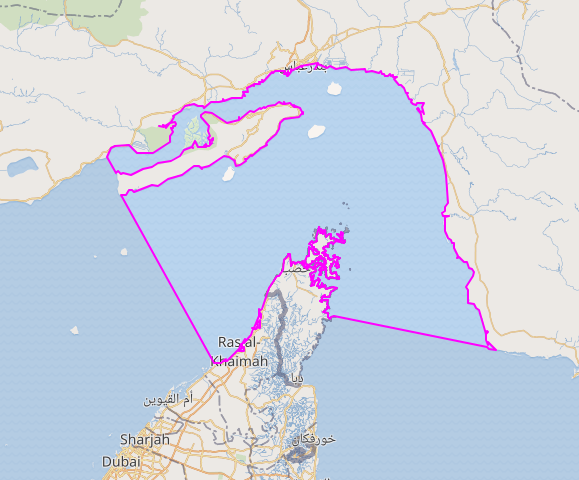 بندرعباس
خصب
Ras al-
Khaimah
دبا
أم القيوين
خورفكان
Sharjah
Dubai